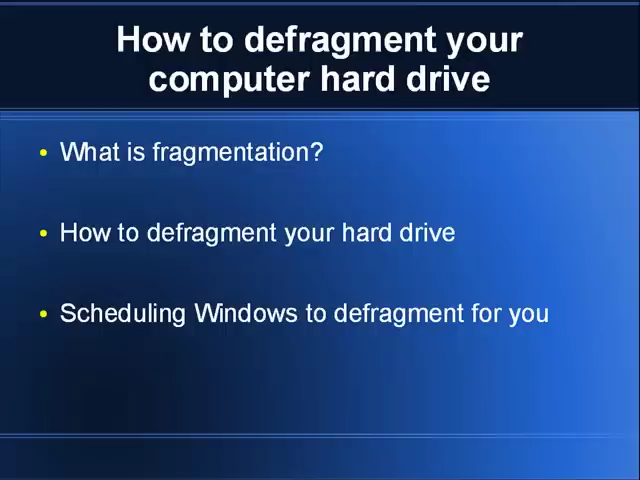 How to defragment your
computer hard drive
What is fragmentation?
How to defragment your hard drive
Scheduling Windows to defragment for you